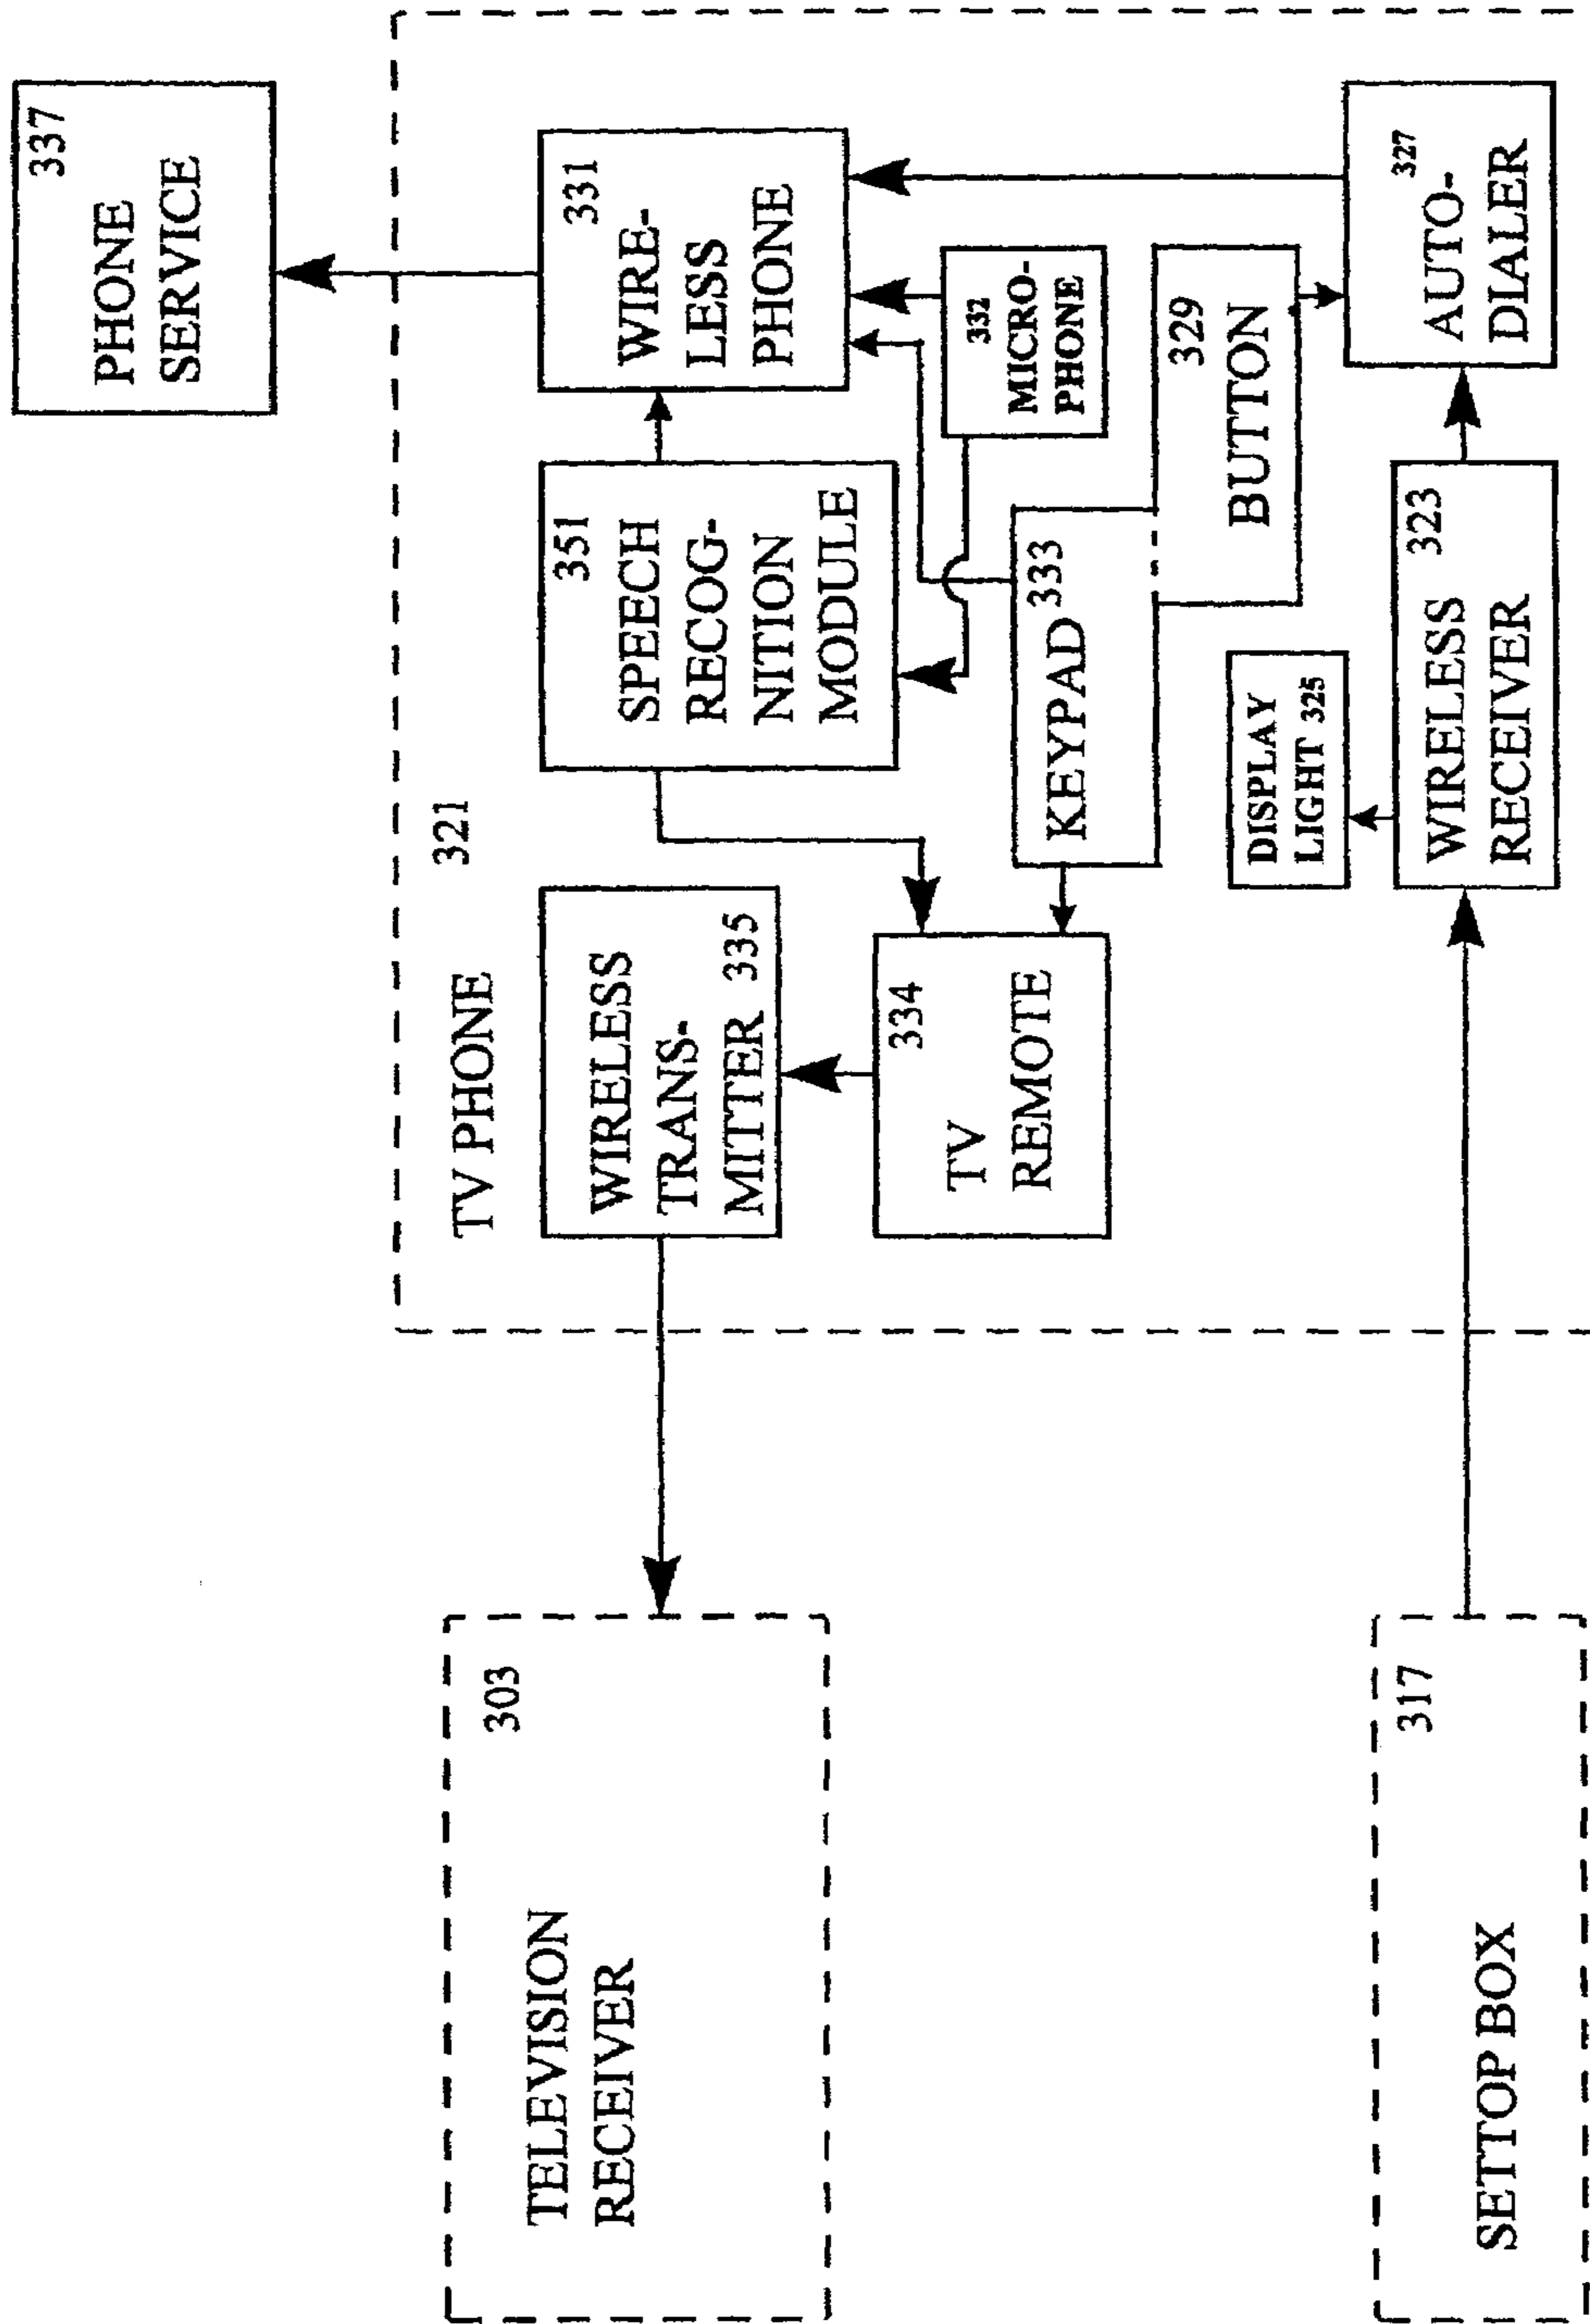 337
PHONE
SERVICE
TV PHONE 321
WIRELESS
TRANS-
MITTER 335
351
SPEECH
RECOG-
NITION
MODULE
331
WIRE-
LESS
PHONE
303
TELEVISION
RECEIVER
334
TV
REMOTE
KEYPAD 333
332
MICRO-
PHONE
329
BUTTON
DISPLAY
LIGHT 325
317
SETTOP BOX
323
WIRELESS
RECEIVER
327
AUTO-
DIALER